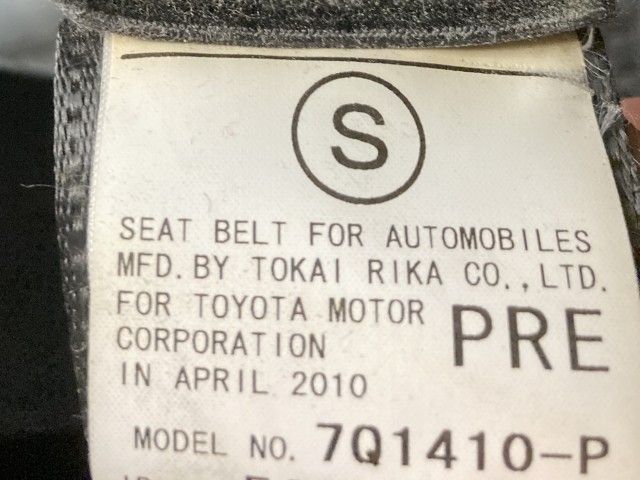 S
SEAT BELT FOR AUTOMOBILES
MFD. BY TOKAI RIKA CO., LTD.
FOR TOYOTA MOTOR
CORPORATION PRE
IN APRIL 2010
MODEL NO. 7Q1410-P